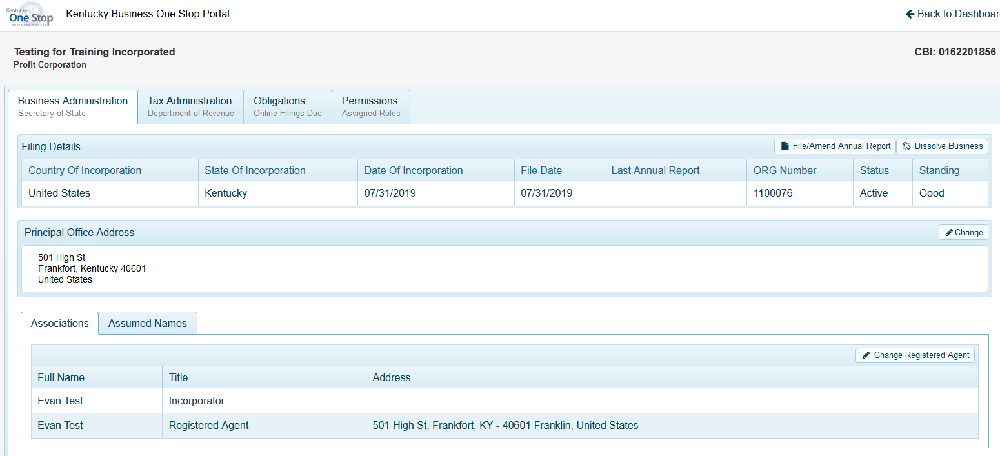 Kentucky
One Stop
BUSINESS PORTAL
Kentucky Business One Stop Portal
Back to Dashboar
Testing for Training Incorporated
CBI: 0162201856
Profit Corporation
Business Administration
Secretary of State
Tax Administration
Department of Revenue
Obligations
Online Filings Due
Permissions
Assigned Roles
Filing Details
File/Amend Annual Report
Dissolve Business
Country Of Incorporation State Of Incorporation Date Of Incorporation File Date Last Annual Report ORG Number Status Standing
United States Kentucky 07/31/2019 07/31/2019 1100076 Active Good
Principal Office Address
Change
501 High St
Frankfort, Kentucky 40601
United States
Associations
Assumed Names
Change Registered Agent
Full Name Title Address
Evan Test Incorporator
Evan Test Registered Agent 501 High St, Frankfort, KY - 40601 Franklin, United States